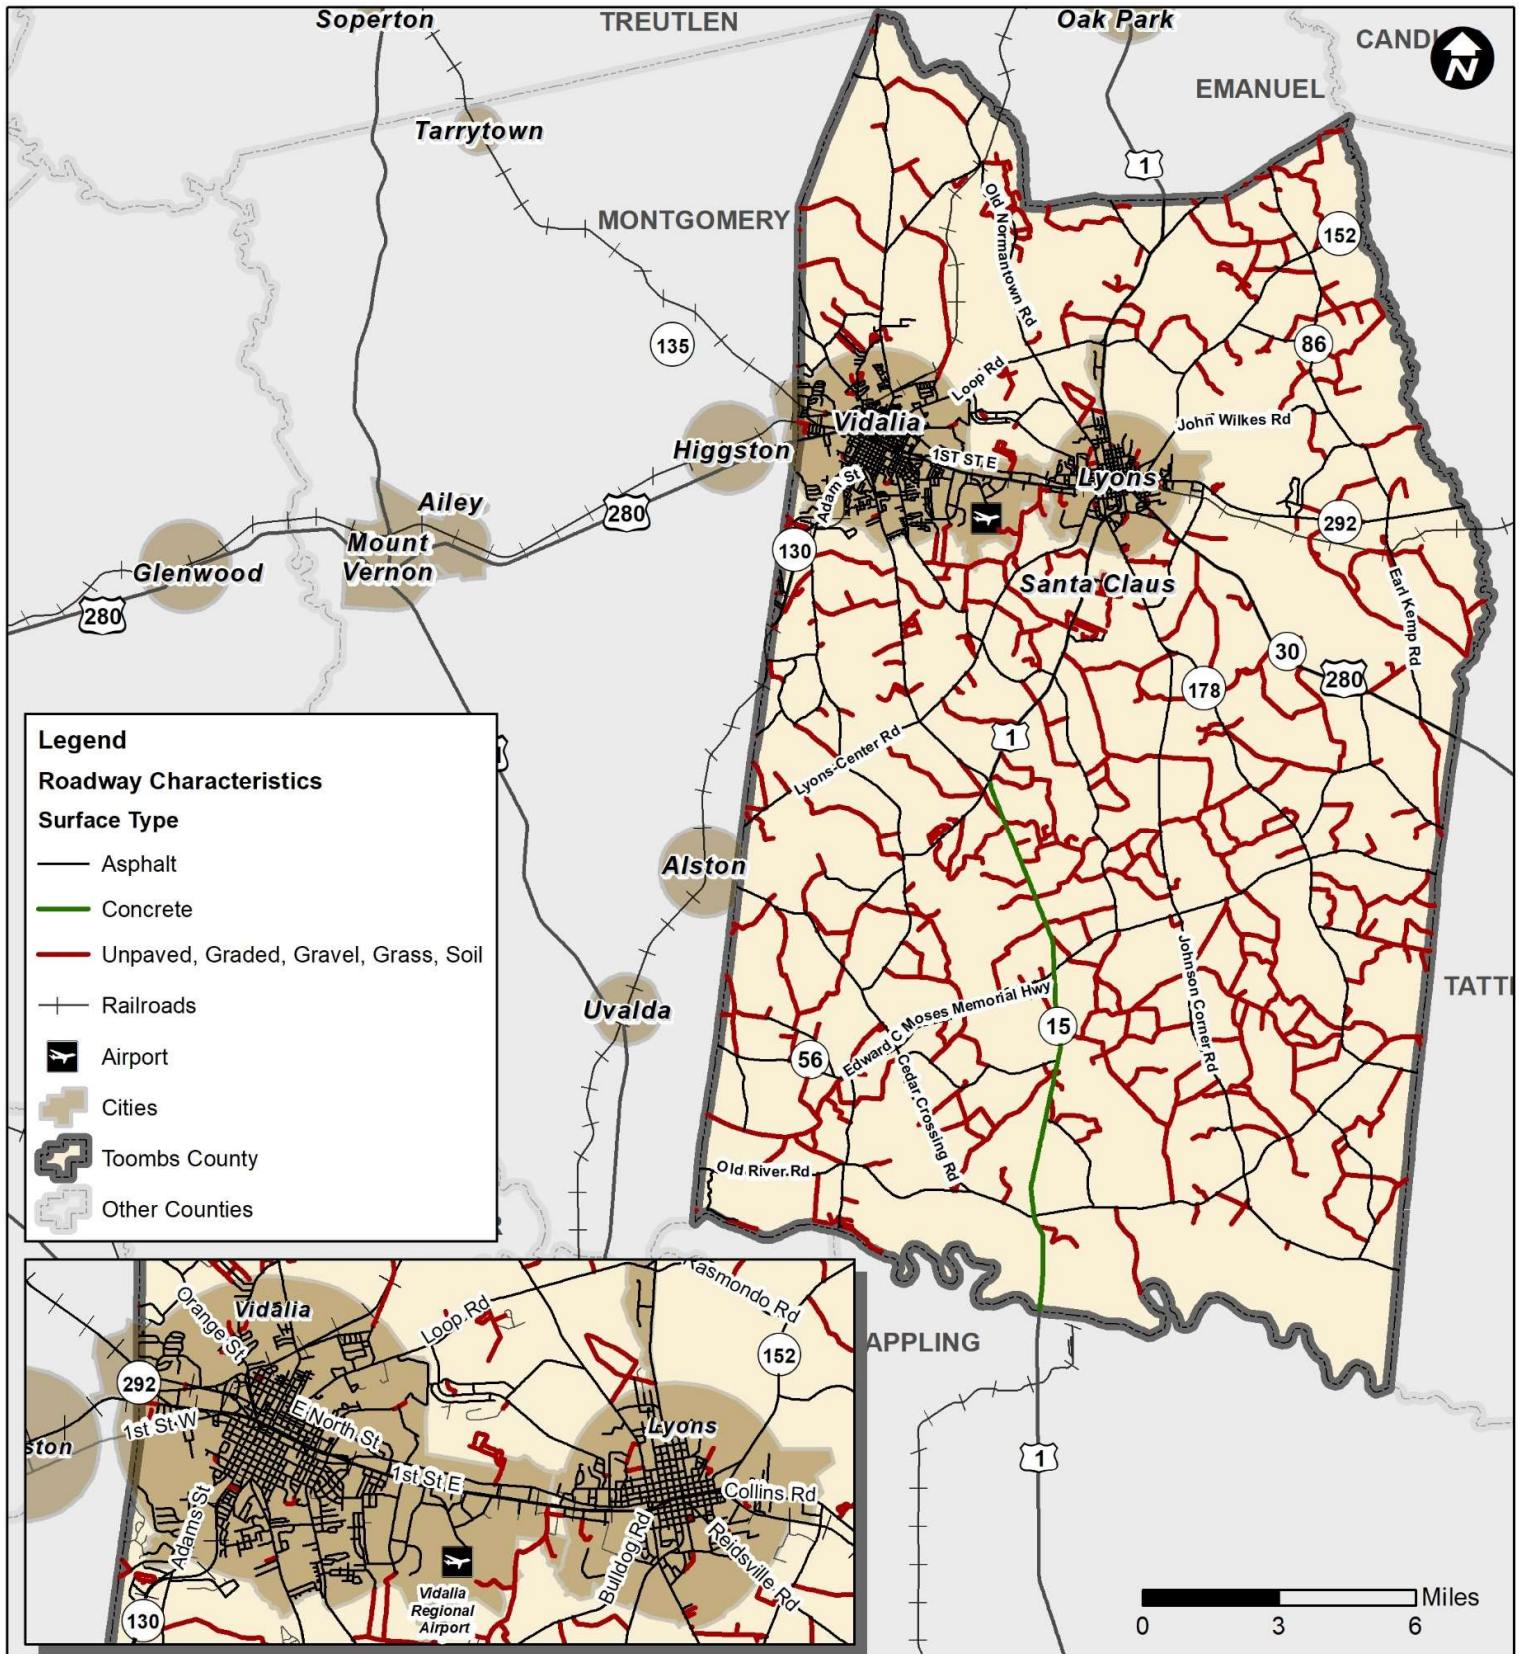 Soperton
TREUTLEN
Oak Park
CAND
N
EMANUEL
Tarrytown
1
MONTGOMERY
Old Normantown Rd
152
135
86
Loop Rd
Vidalia
John Wilkes Rd
Higgston
1ST ST E
Lyons
Adam St
Ailey
280
292
Mount
Vernon
130
Glenwood
Santa Claus
Earl Kemp Rd
280
30
280
178
1
Lyons-Center Rd
Legend
Roadway Characteristics
Surface Type
Asphalt
Concrete
Unpaved, Graded, Gravel, Grass, Soil
Railroads
Airport
Cities
Toombs County
Other Counties
Alston
Johnson Corner Rd
TATT
Uvalda
Edward C Moses Memorial Hwy
15
56
Cedar Crossing Rd
Old River Rd
APPLING
1
Orange St
Vidalia
Loop Rd
Rasmondo Rd
152
292
1st St W
E North St
Lyons
ston
1st St E
Collins Rd
Adams St
Bulldog Rd
Reidsville Rd
Vidalia
Regional
Airport
130
Miles
0 3 6